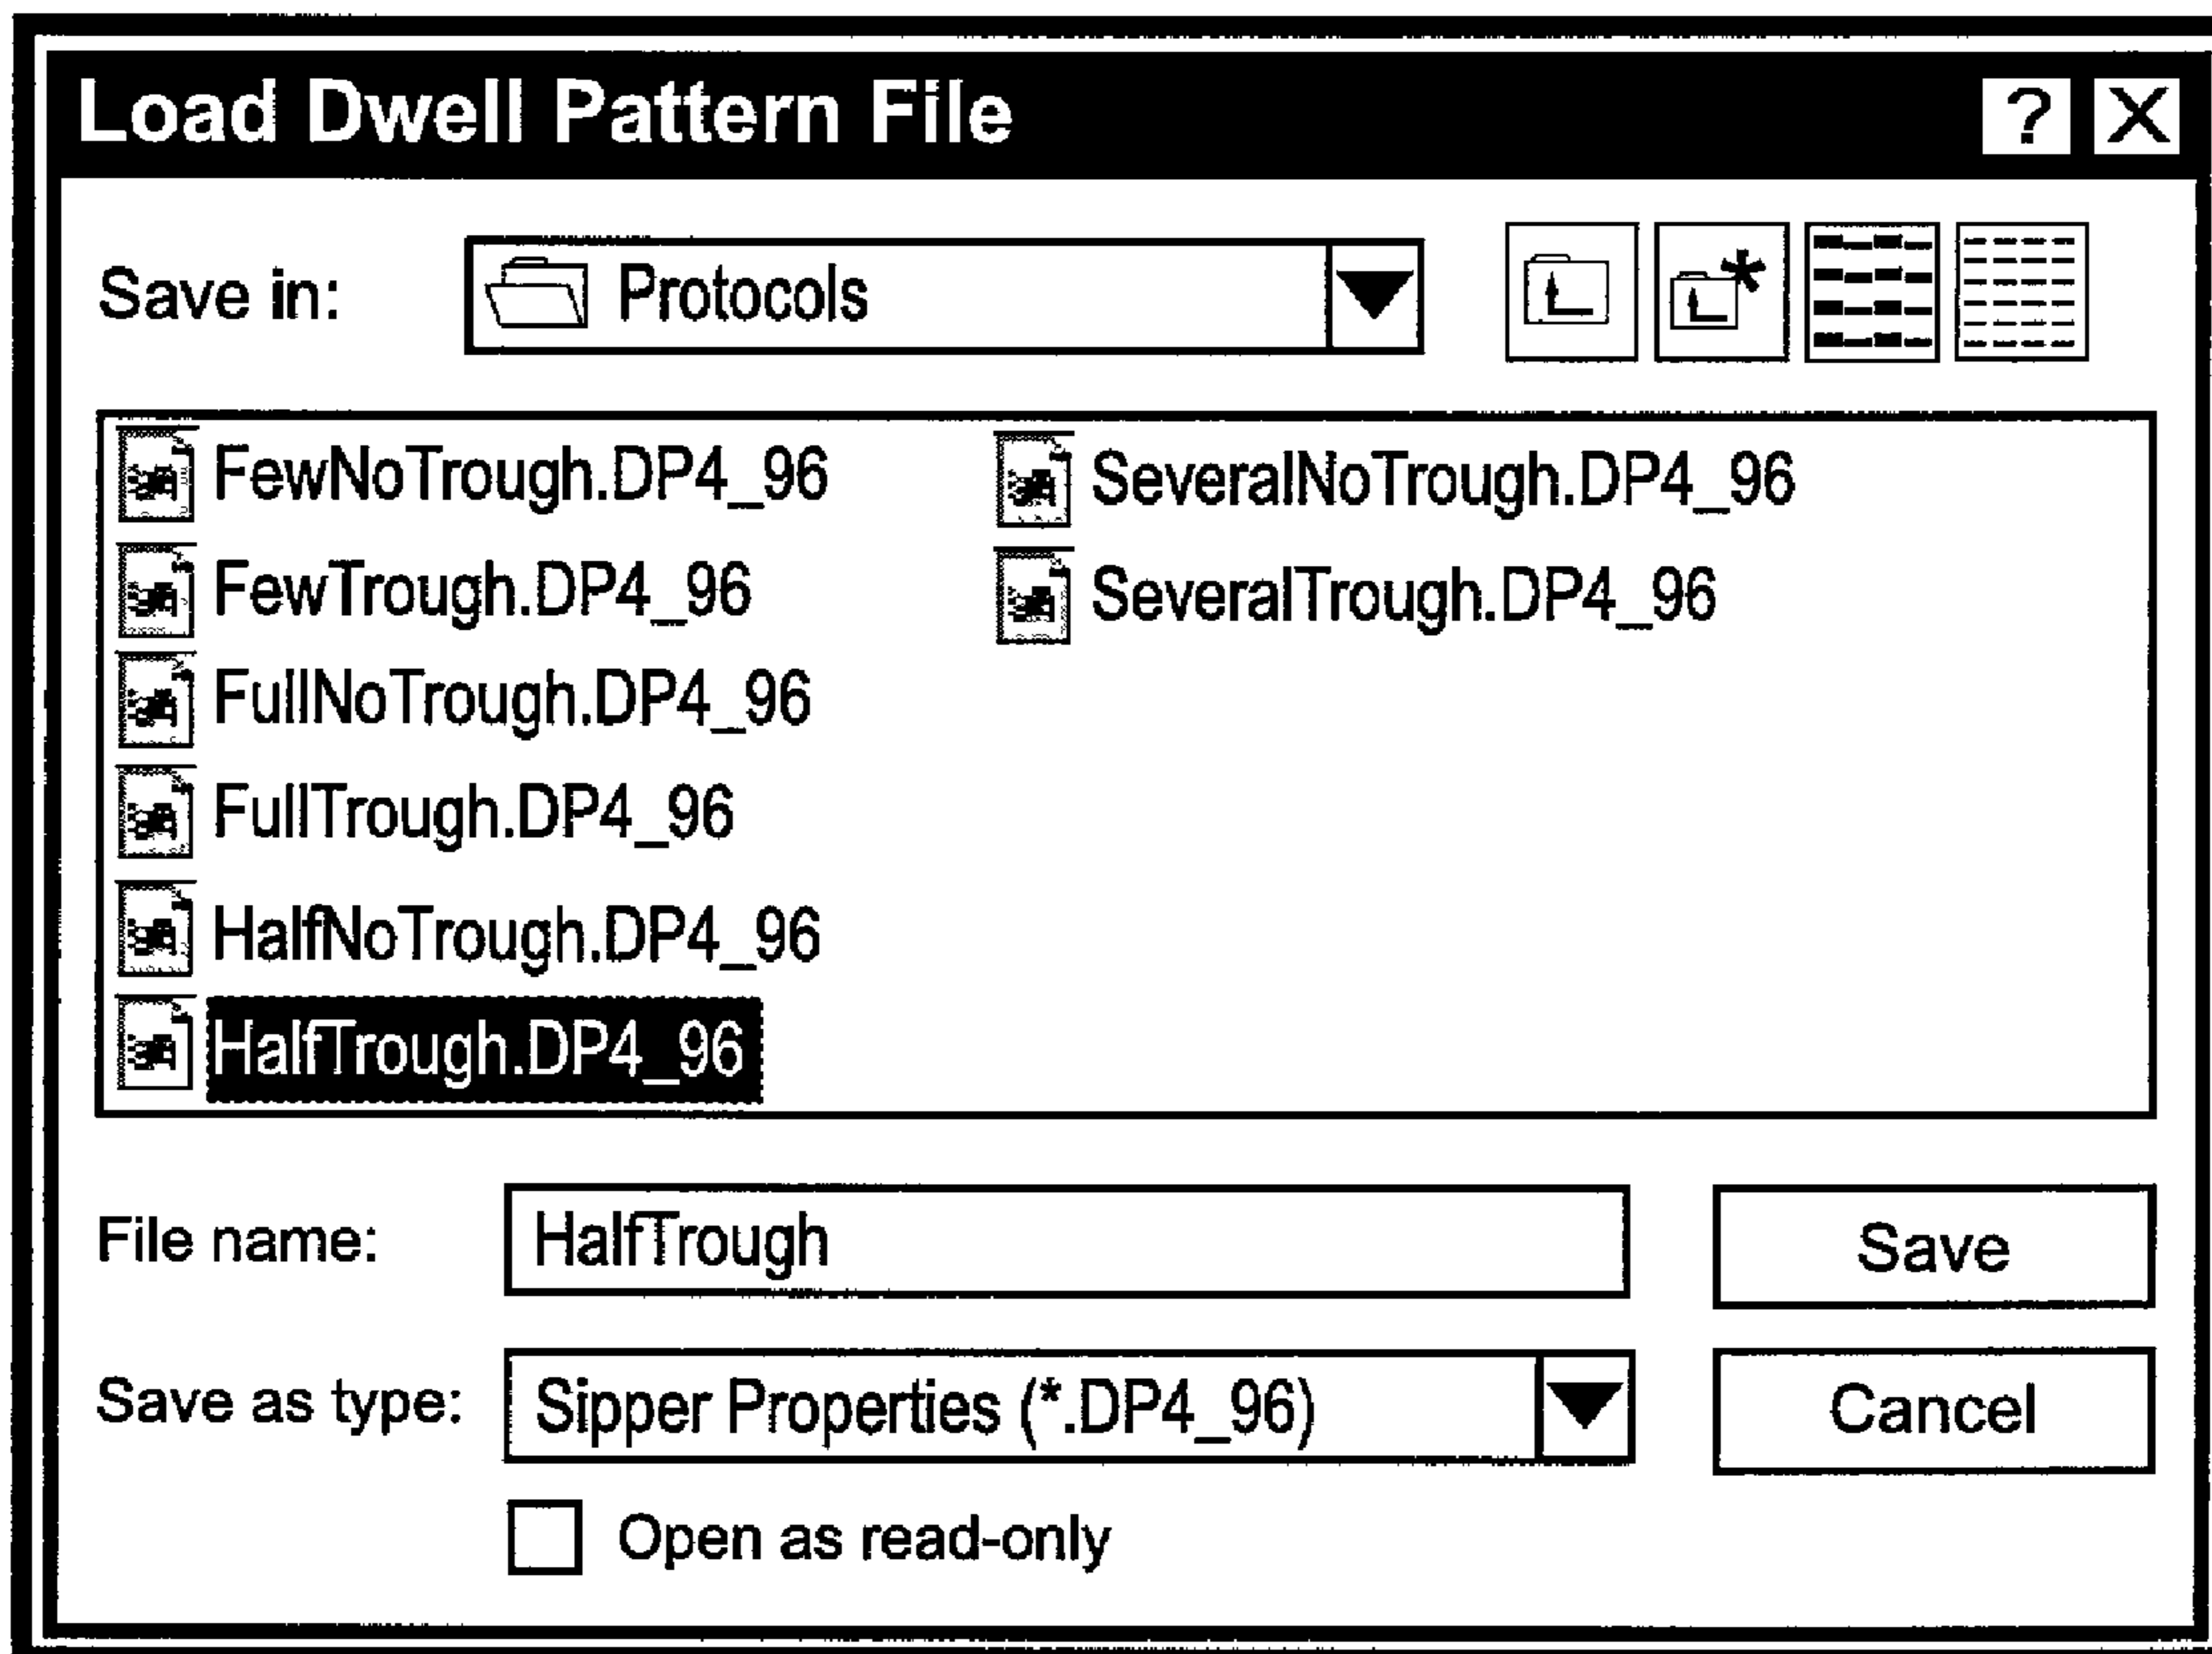 Load Dwell Pattern File ? X
Save in: Protocols
FewNoTrough.DP4_96
FewTrough.DP4_96
FullNoTrough.DP4_96
FullTrough.DP4_96
HalfNoTrough.DP4_96
HalfTrough.DP4_96
SeveralNoTrough.DP4_96
SeveralTrough.DP4_96
File name: HalfTrough Save
Save as type: Sipper Properties (*.DP4_96) Cancel
Open as read-only